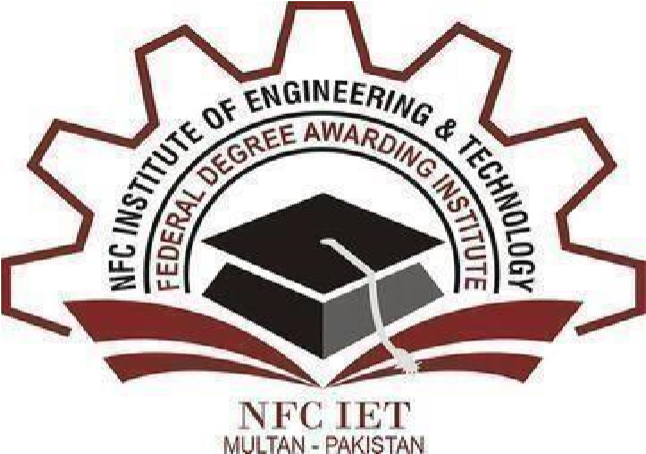 NFC INSTITUTE OF ENGINEERING & TECHNOLOGY
FEDERAL DEGREE AWARDING INSTITUTE
NFC IET
MULTAN - PAKISTAN